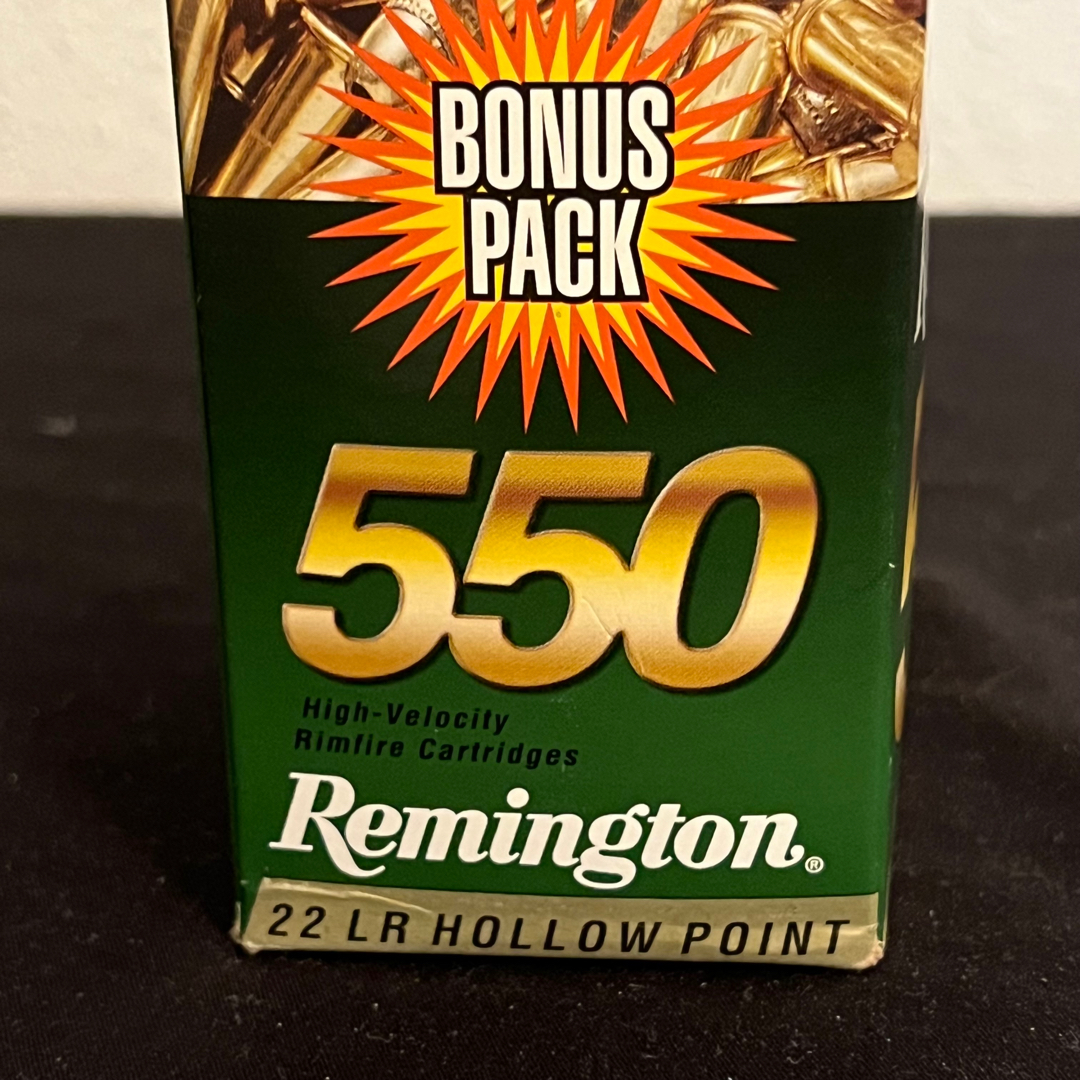 BONUS
PACK
550
High-Velocity
Rimfire Cartridges
Remington®
22 LR HOLLOW POINT